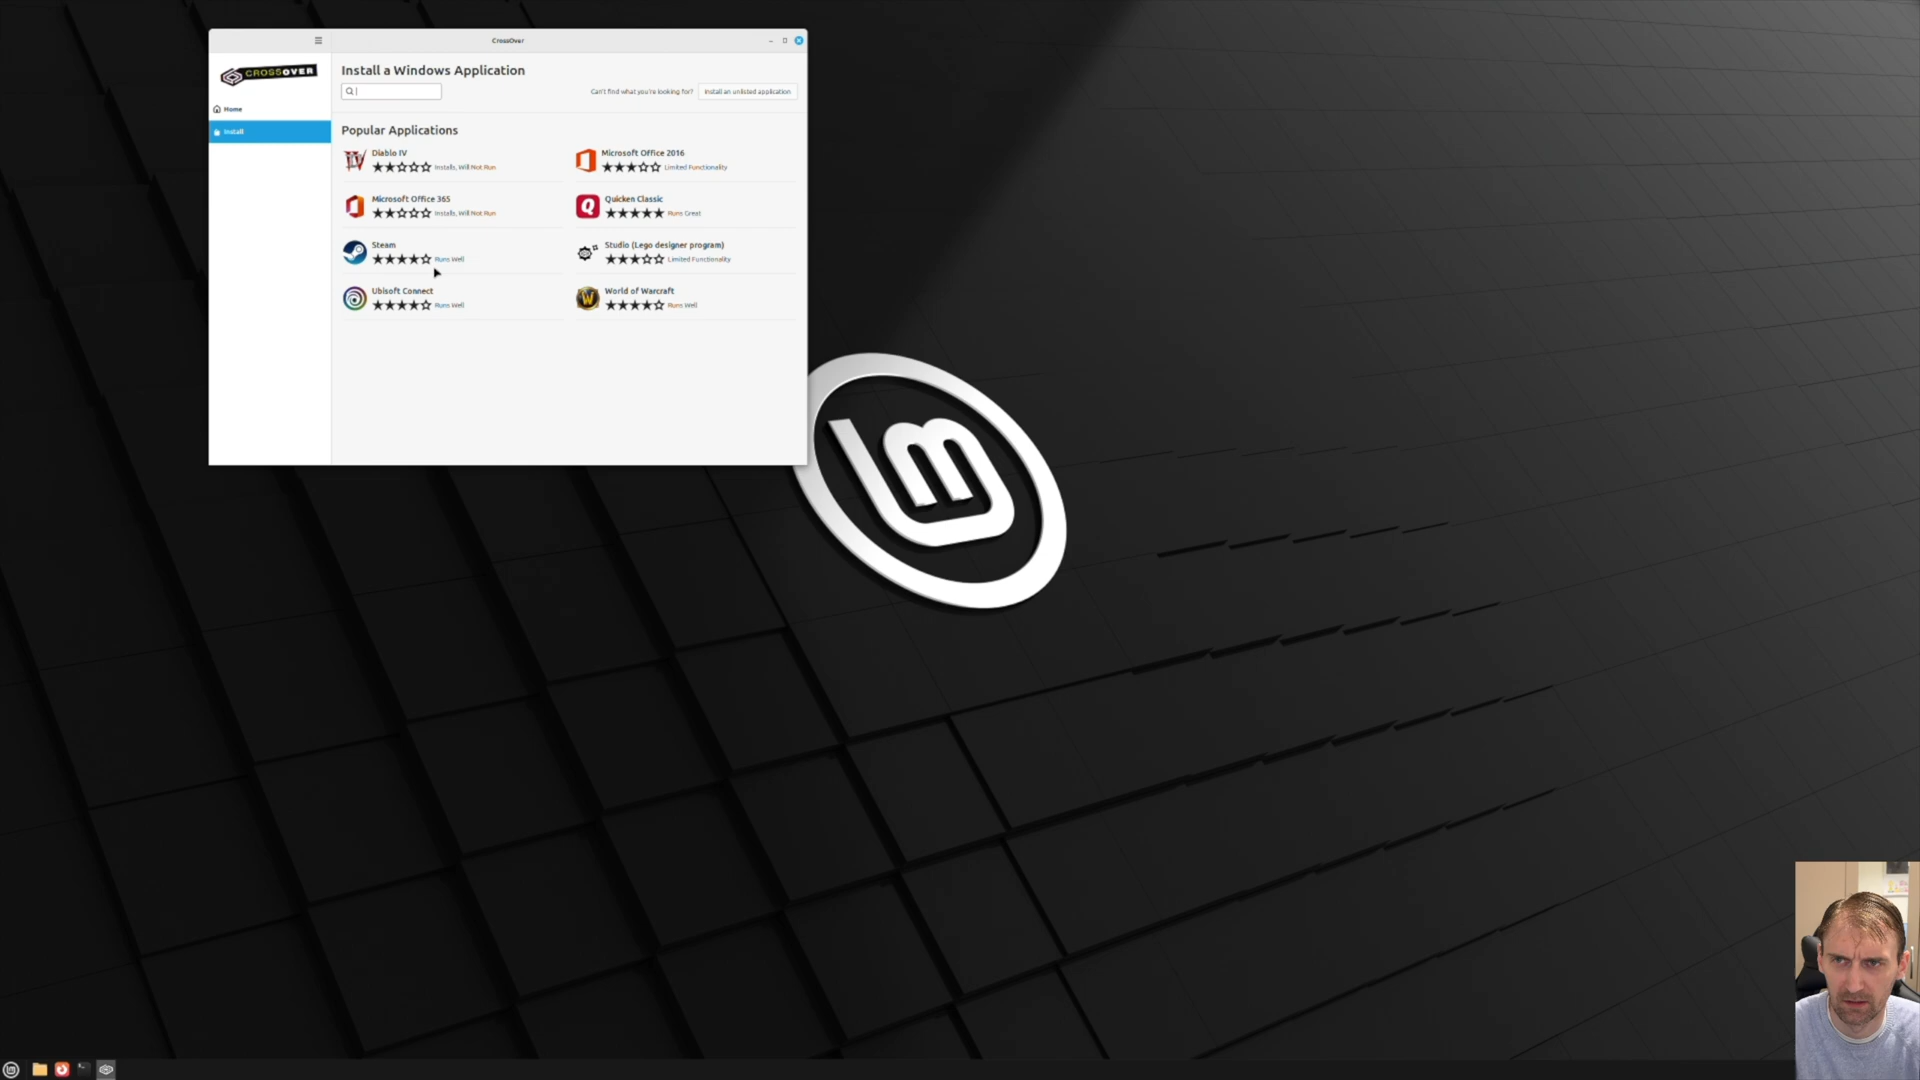 CrossOver
CROSSOVER
Home
Install
Install a Windows Application
Can't find what you're looking for?
Install an unlisted application
Popular Applications
Diablo IV
Installs, Will Not Run
Microsoft Office 2016
Limited Functionality
Microsoft Office 365
Installs, Will Not Run
Quicken Classic
Runs Great
Steam
Runs Well
Studio (Lego designer program)
Limited Functionality
Ubisoft Connect
Runs Well
World of Warcraft
Runs Well